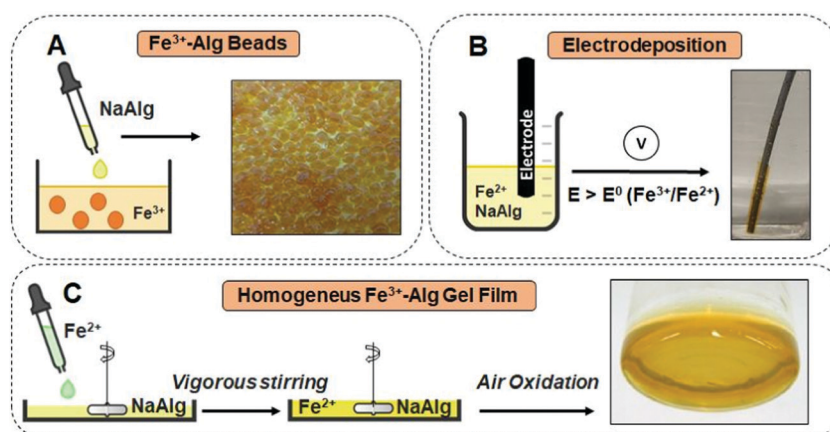 A
Fe³⁺-Alg Beads
NaAlg
Fe³⁺
B
Electrodeposition
Electrode
Fe²⁺
NaAlg
V
E > E⁰ (Fe³⁺/Fe²⁺)
C
Homogeneus Fe³⁺-Alg Gel Film
Fe²⁺
NaAlg
Vigorous stirring
Fe²⁺ NaAlg
Air Oxidation